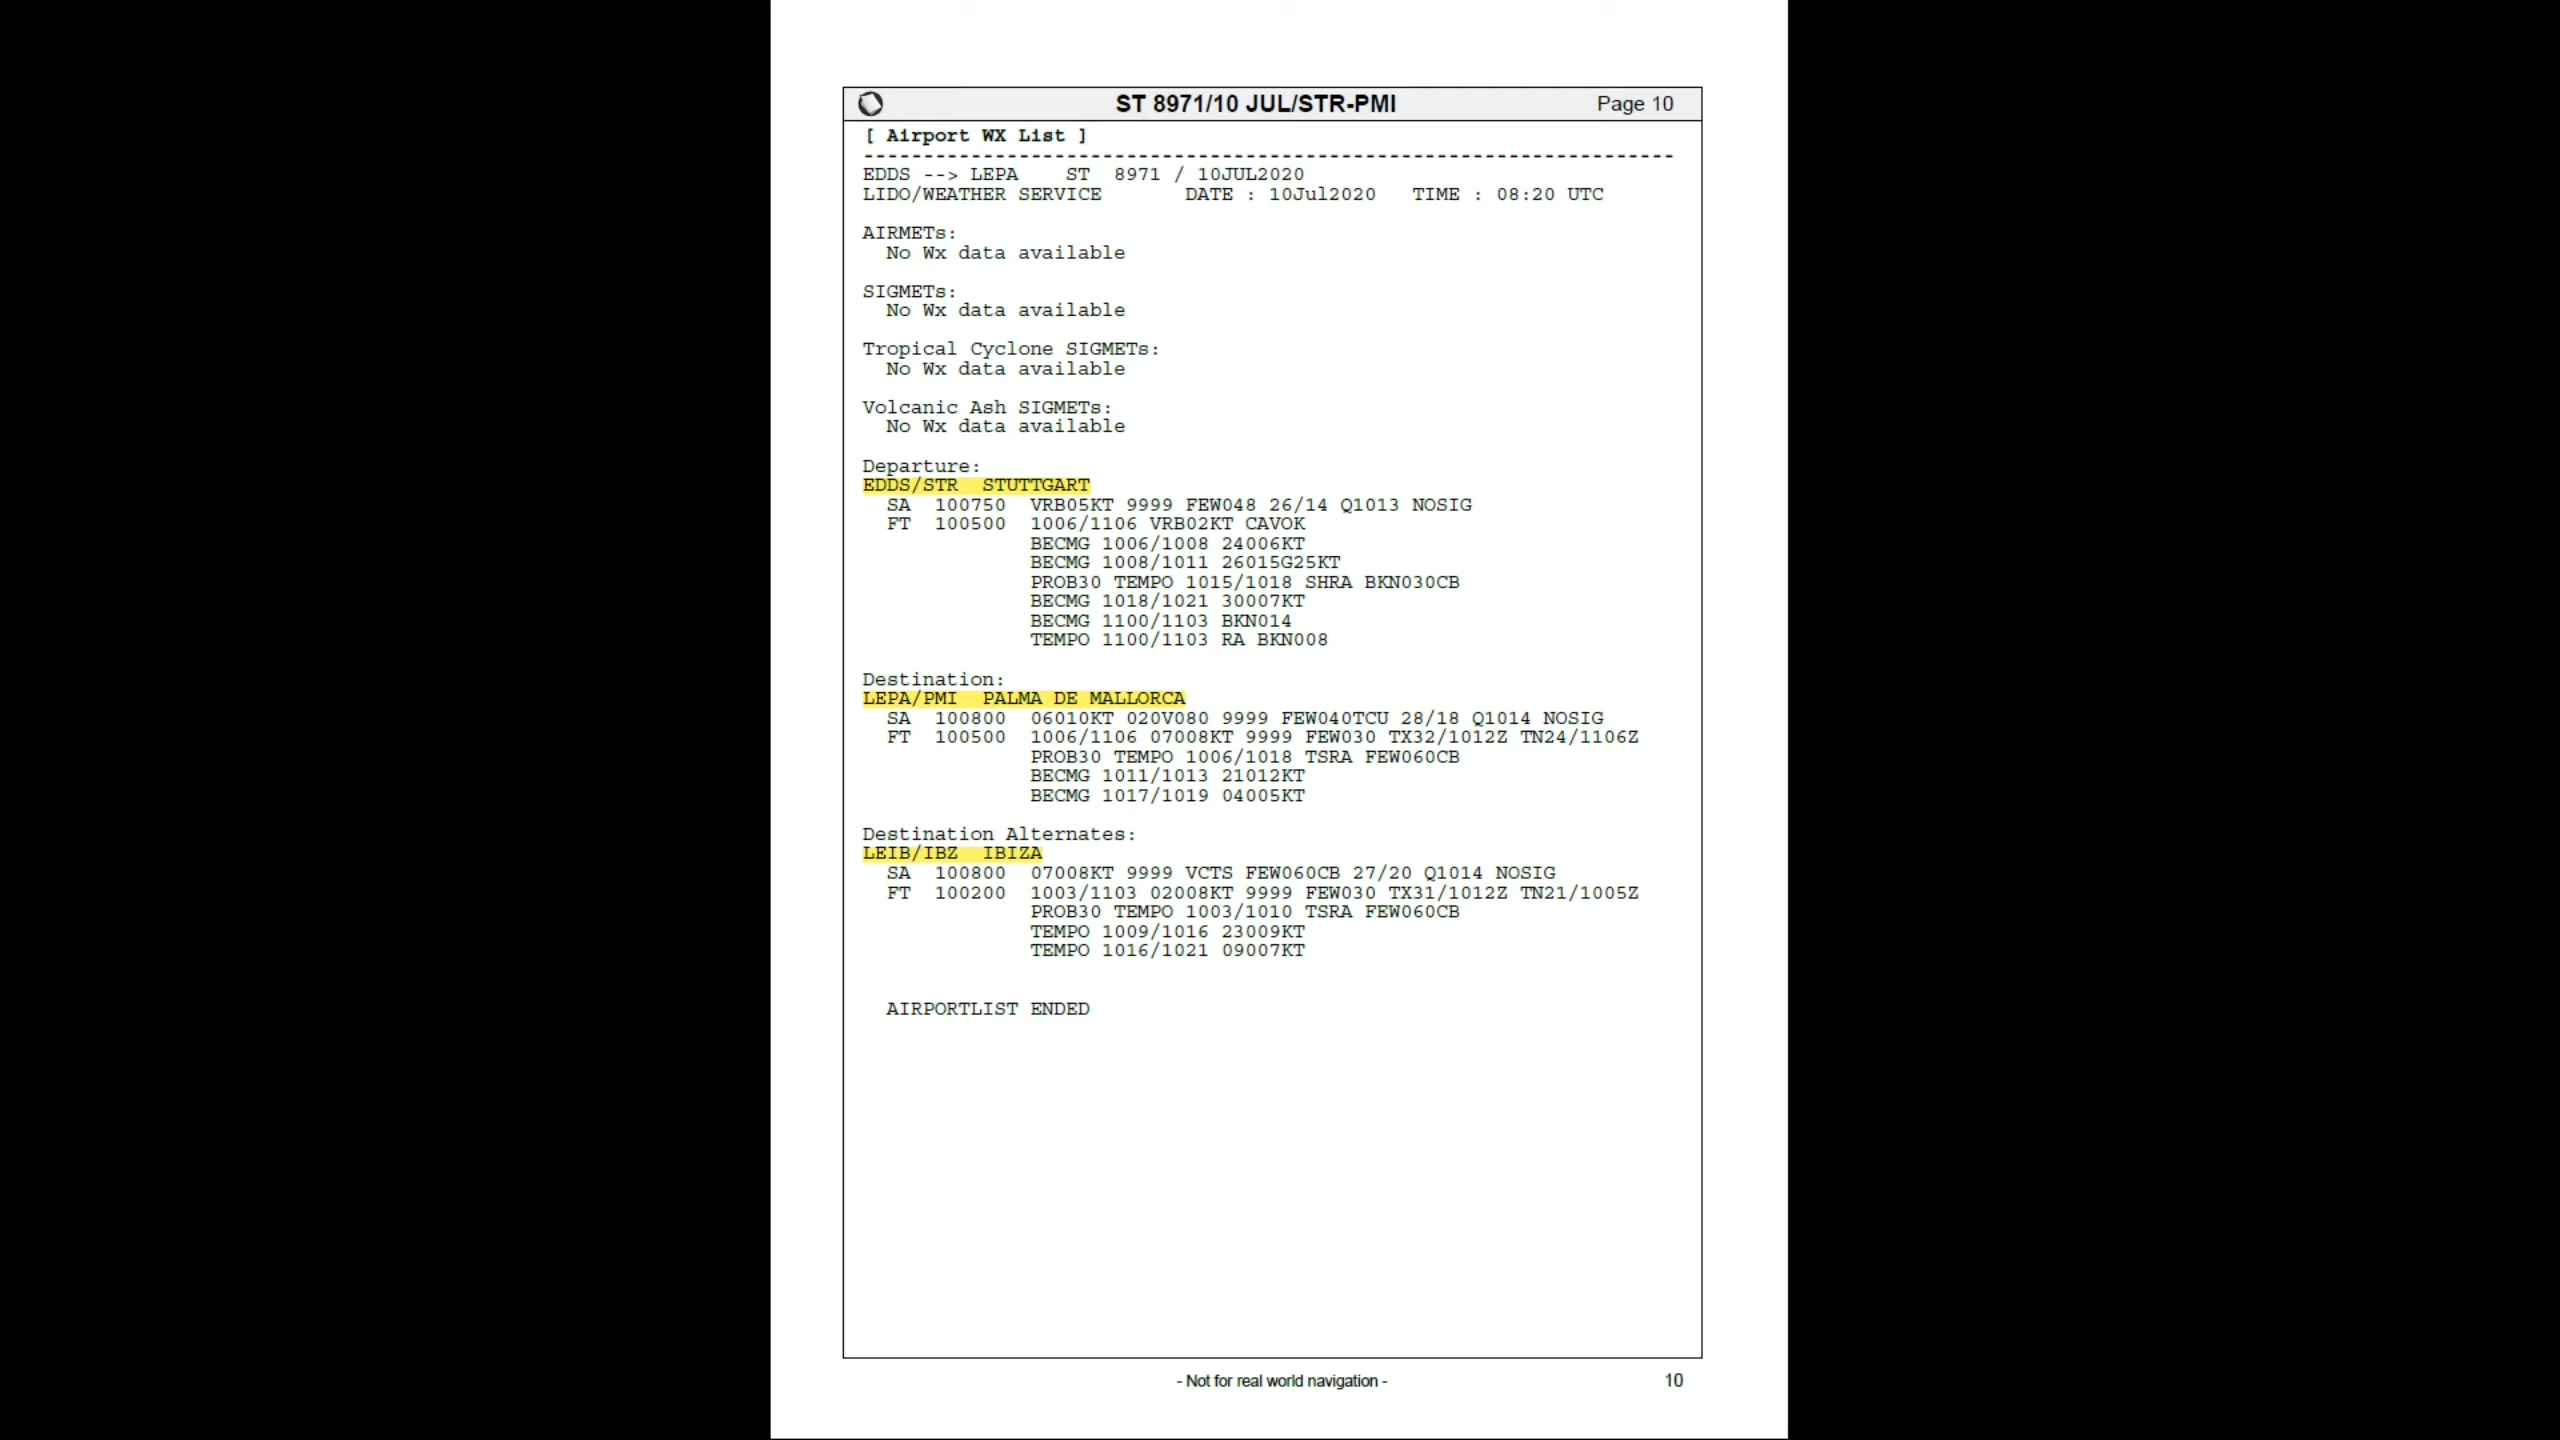 ST 8971/10 JUL/STR-PMI Page 10
[ Airport WX List ]
--------------------------------------------------------------------
EDDS --> LEPA    ST  8971 / 10JUL2020
LIDO/WEATHER SERVICE       DATE : 10Jul2020   TIME : 08:20 UTC
AIRMETs:
  No Wx data available
SIGMETs:
  No Wx data available
Tropical Cyclone SIGMETs:
  No Wx data available
Volcanic Ash SIGMETs:
  No Wx data available
Departure:
EDDS/STR  STUTTGART
  SA  100750  VRB05KT 9999 FEW048 26/14 Q1013 NOSIG
  FT  100500  1006/1106 VRB02KT CAVOK
              BECMG 1006/1008 24006KT
              BECMG 1008/1011 26015G25KT
              PROB30 TEMPO 1015/1018 SHRA BKN030CB
              BECMG 1018/1021 30007KT
              BECMG 1100/1103 BKN014
              TEMPO 1100/1103 RA BKN008
Destination:
LEPA/PMI  PALMA DE MALLORCA
  SA  100800  06010KT 020V080 9999 FEW040TCU 28/18 Q1014 NOSIG
  FT  100500  1006/1106 07008KT 9999 FEW030 TX32/1012Z TN24/1106Z
              PROB30 TEMPO 1006/1018 TSRA FEW060CB
              BECMG 1011/1013 21012KT
              BECMG 1017/1019 04005KT
Destination Alternates:
LEIB/IBZ  IBIZA
  SA  100800  07008KT 9999 VCTS FEW060CB 27/20 Q1014 NOSIG
  FT  100200  1003/1103 02008KT 9999 FEW030 TX31/1012Z TN21/1005Z
              PROB30 TEMPO 1003/1010 TSRA FEW060CB
              TEMPO 1009/1016 23009KT
              TEMPO 1016/1021 09007KT
  AIRPORTLIST ENDED
- Not for real world navigation - 10